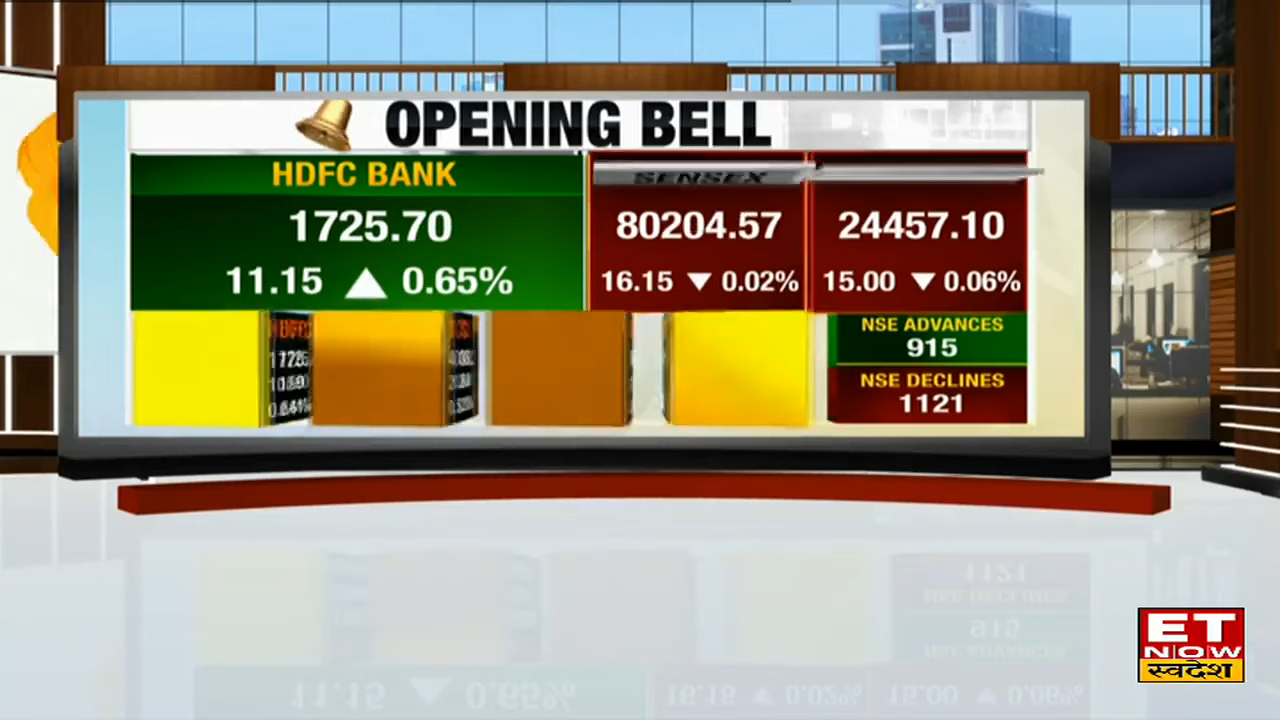 OPENING BELL
HDFC BANK
1725.70
11.15 ▲ 0.65%
SENSEX
80204.57
16.15 ▼ 0.02%
24457.10
15.00 ▼ 0.06%
NSE ADVANCES
915
NSE DECLINES
1121
ET
NOW
स्वदेश